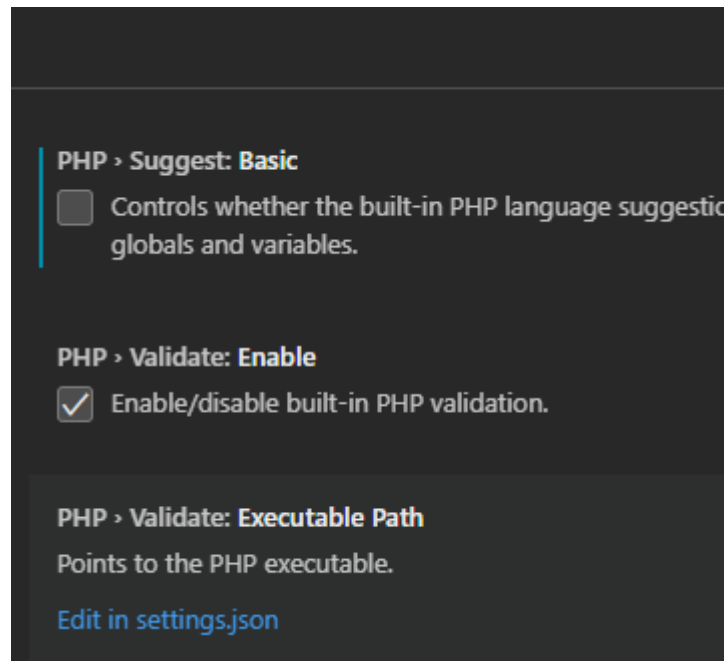 PHP › Suggest: Basic
Controls whether the built-in PHP language
globals and variables.
PHP › Validate: Enable
Enable/disable built-in PHP validation.
PHP › Validate: Executable Path
Points to the PHP executable.
Edit in settings.json